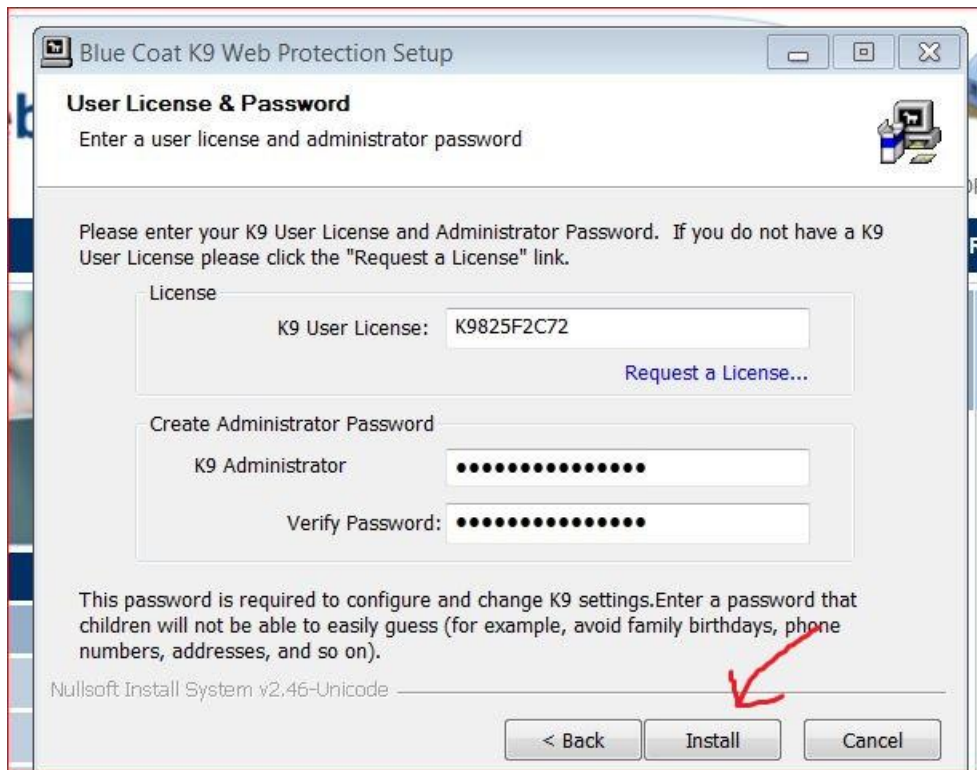 Blue Coat K9 Web Protection Setup
User License & Password
Enter a user license and administrator password
Please enter your K9 User License and Administrator Password.  If you do not have a K9
User License please click the "Request a License" link.
License
K9 User License: K9825F2C72
Request a License...
Create Administrator Password
K9 Administrator ●●●●●●●●●●●●●●●
Verify Password: ●●●●●●●●●●●●●●●
This password is required to configure and change K9 settings.Enter a password that
children will not be able to easily guess (for example, avoid family birthdays, phone
numbers, addresses, and so on).
Nullsoft Install System v2.46-Unicode
< Back Install Cancel